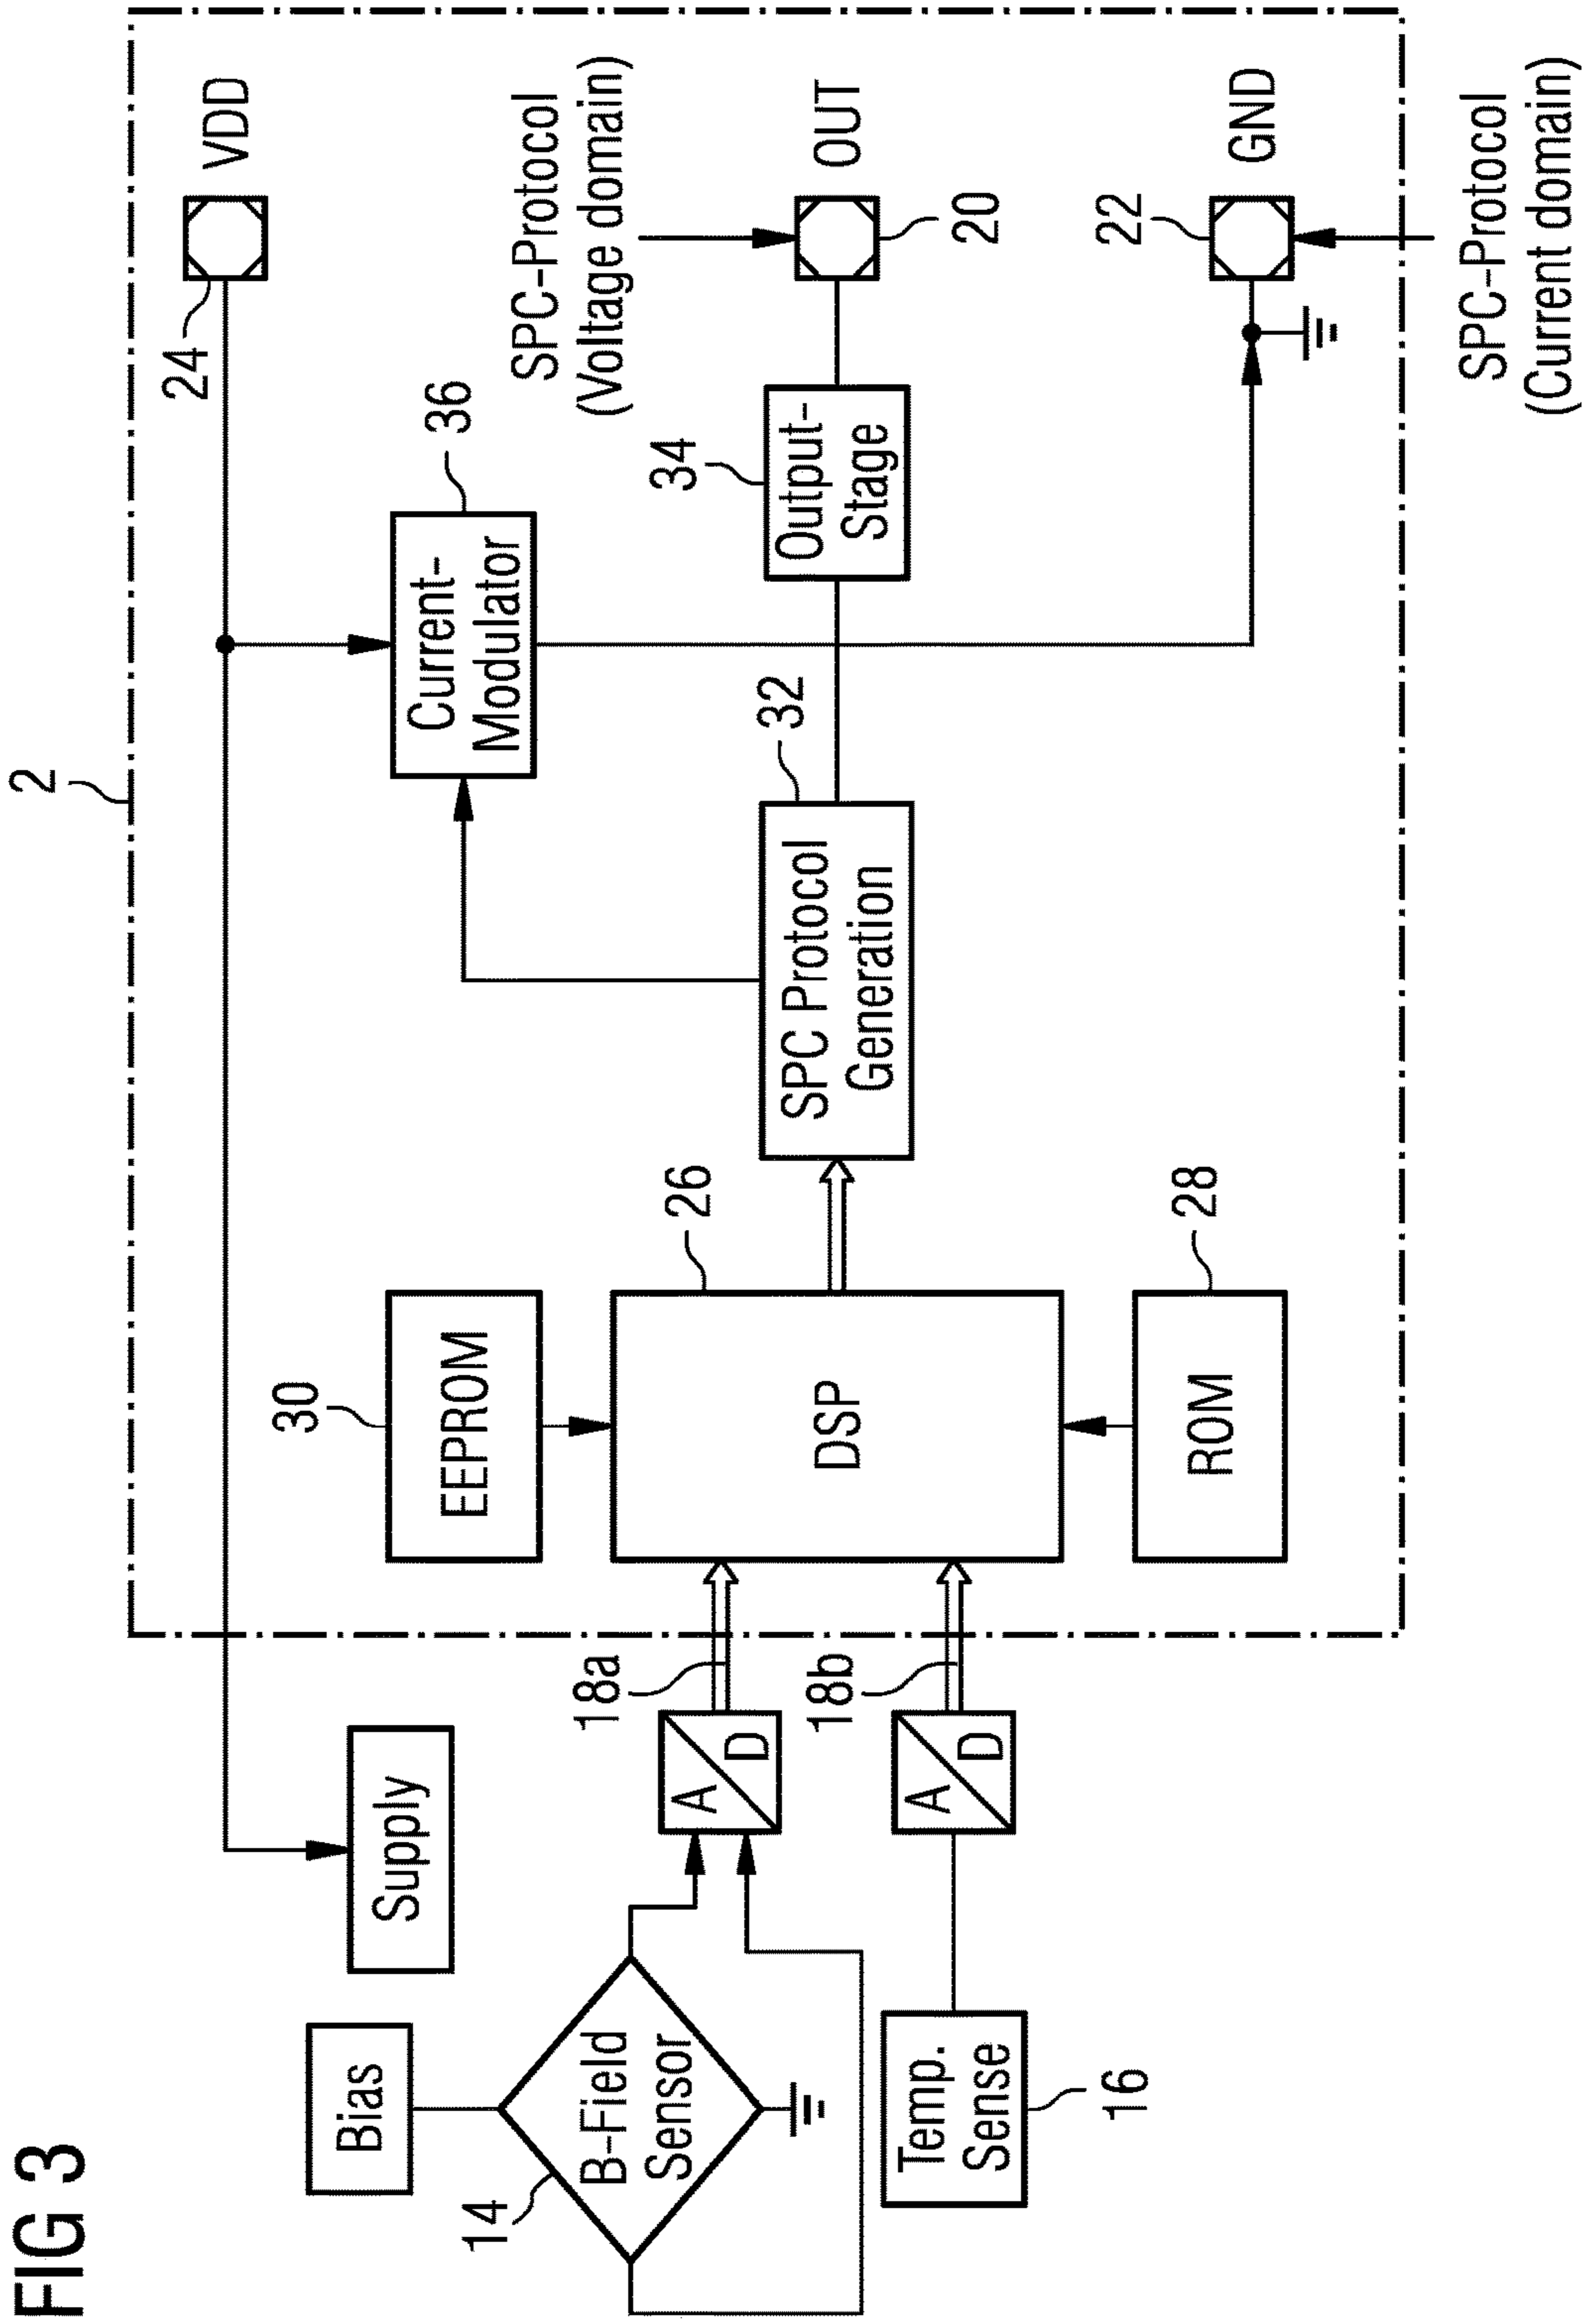 FIG 3
2
24
VDD
Supply
Bias
36
Current-
Modulator
SPC-Protocol
(Voltage domain)
30
EEPROM
14
B-Field
Sensor
18a
A
D
26
DSP
32
SPC Protocol
Generation
34
Output-
Stage
OUT
20
Temp.
Sense
16
18b
A
D
28
ROM
22
GND
SPC-Protocol
(Current domain)